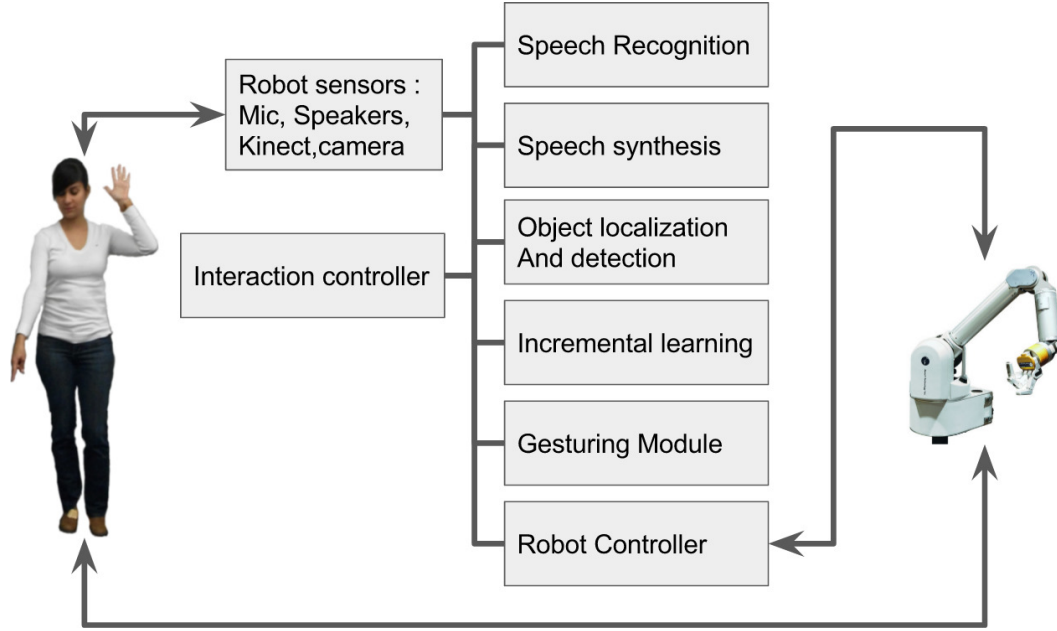 Robot sensors :
Mic, Speakers,
Kinect,camera
Interaction controller
Speech Recognition
Speech synthesis
Object localization
And detection
Incremental learning
Gesturing Module
Robot Controller